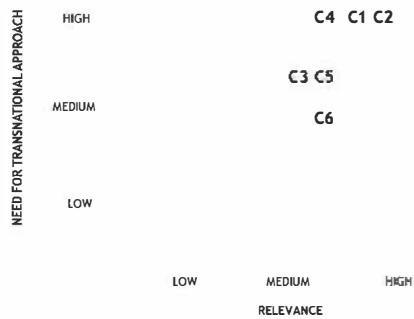 NEED FOR TRANSNATIONAL APPROACH
HIGH
C4 C1 C2
C3 C5
MEDIUM
C6
LOW
LOW MEDIUM HIGH
RELEVANCE